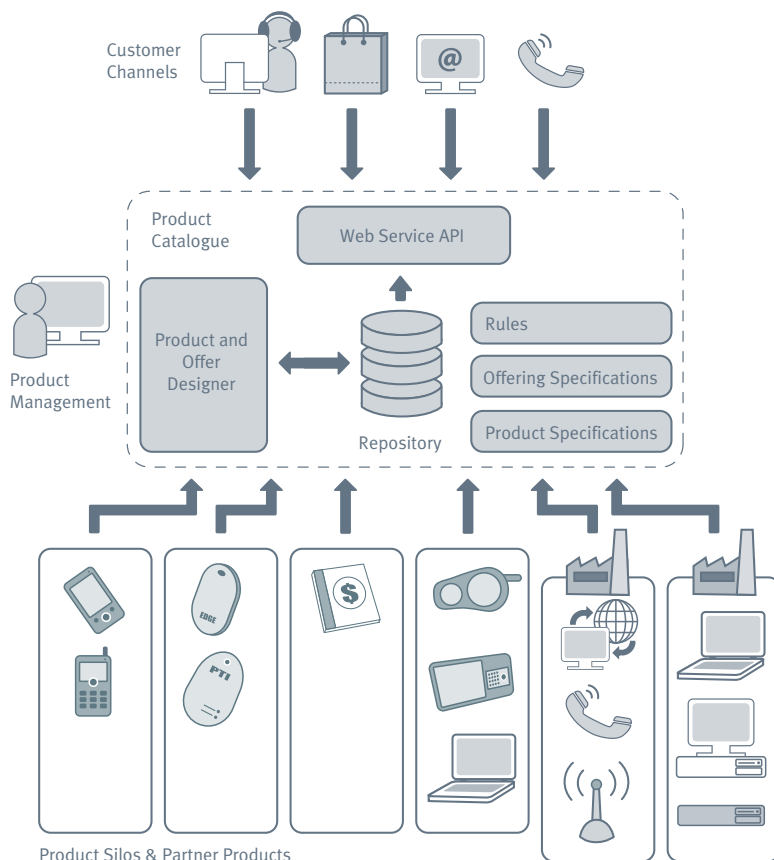 Customer
Channels
@
Product
Catalogue
Web Service API
Product and
Offer
Designer
Rules
Offering Specifications
Product Specifications
Repository
Product
Management
$
EDGE
PTI
Product Silos & Partner Products